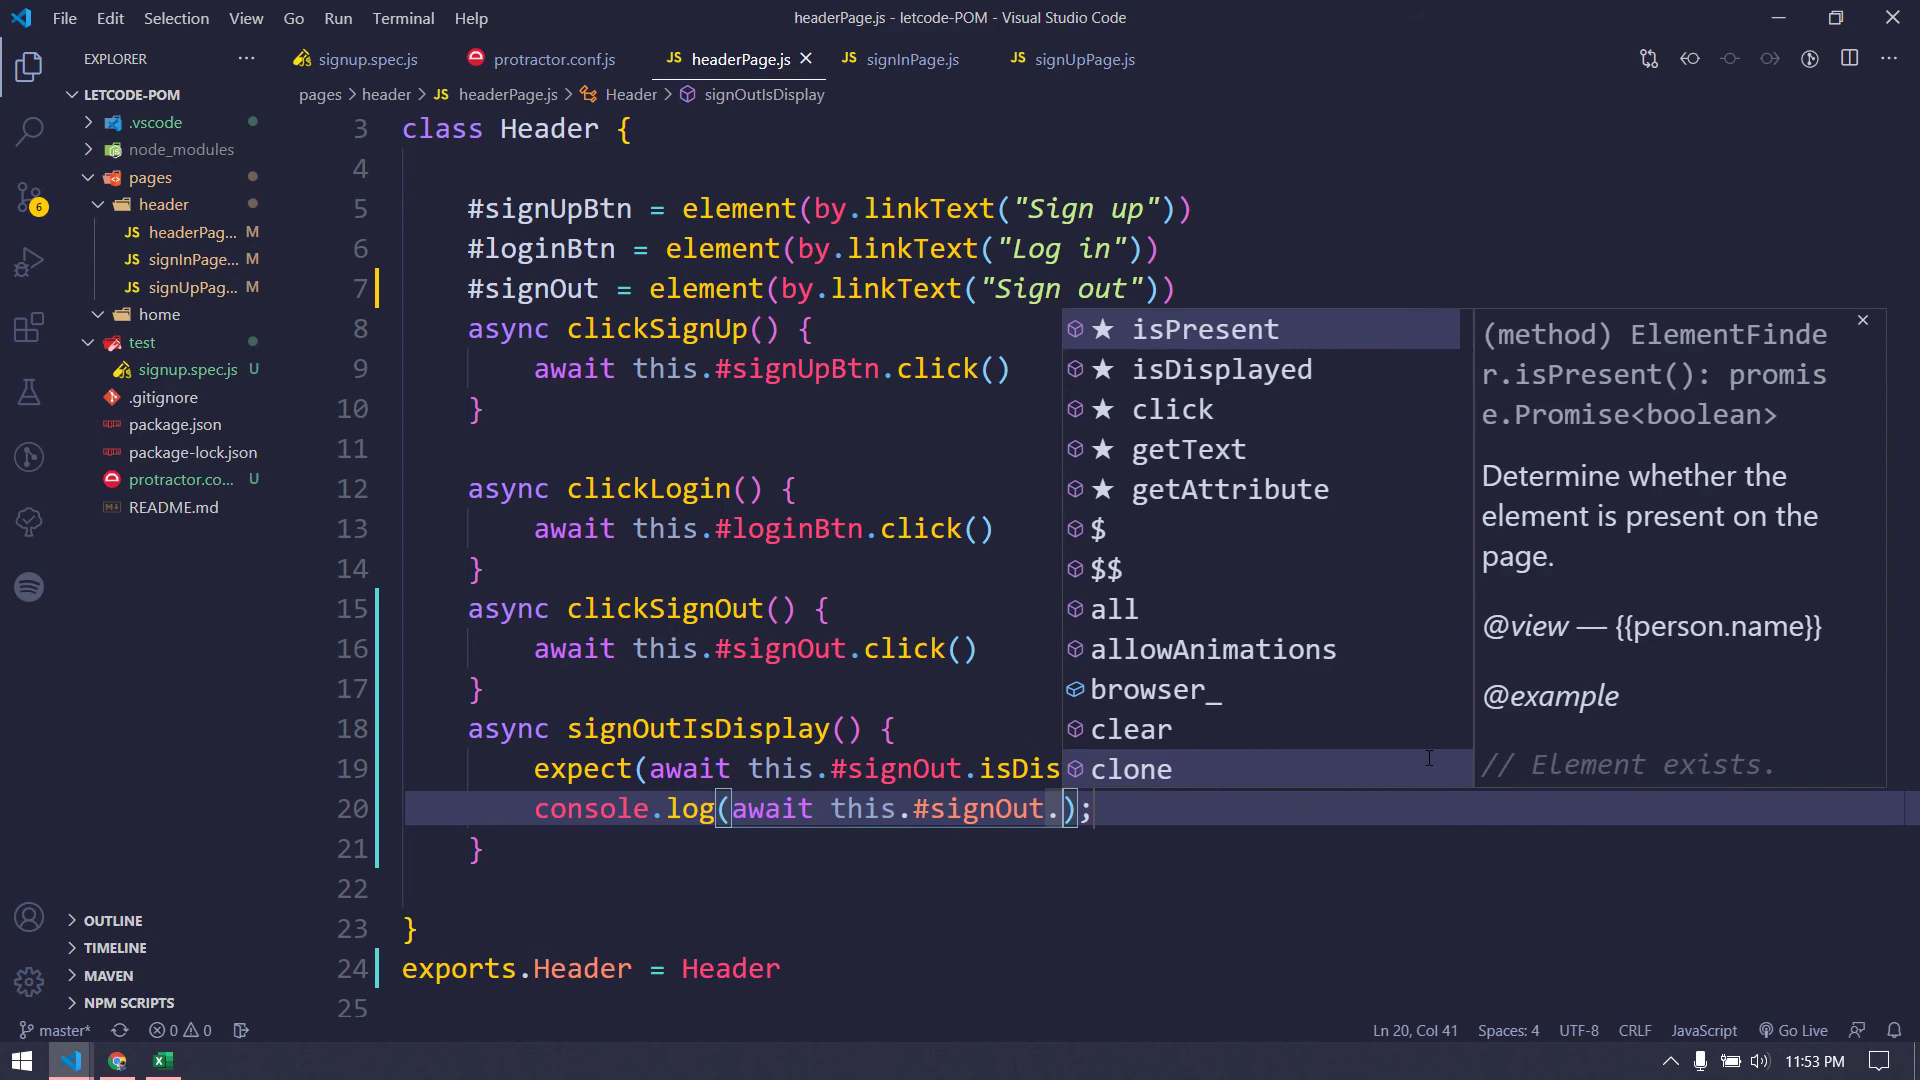 File Edit Selection View Go Run Terminal Help
headerPage.js - letcode-POM - Visual Studio Code
EXPLORER
signup.spec.js
protractor.conf.js
JS headerPage.js
JS signInPage.js
JS signUpPage.js
pages > header > JS headerPage.js > Header > signOutIsDisplay
LETCODE-POM
.vscode
node_modules
pages
header
JS headerPag... M
JS signInPage... M
JS signUpPag... M
home
test
signup.spec.js U
.gitignore
package.json
package-lock.json
protractor.co... U
README.md
6
OUTLINE
TIMELINE
MAVEN
NPM SCRIPTS
3 class Header {
4
5 #signUpBtn = element(by.linkText("Sign up"))
6 #loginBtn = element(by.linkText("Log in"))
7 #signOut = element(by.linkText("Sign out"))
8 async clickSignUp() {
9 await this.#signUpBtn.click()
10 }
11
12 async clickLogin() {
13 await this.#loginBtn.click()
14 }
15 async clickSignOut() {
16 await this.#signOut.click()
17 }
18 async signOutIsDisplay() {
19 expect(await this.#signOut.isDis
20 console.log(await this.#signOut.);
21 }
22
23 }
24 exports.Header = Header
25
★ isPresent
★ isDisplayed
★ click
★ getText
★ getAttribute
$
$$
all
allowAnimations
browser_
clear
clone
(method) ElementFinde
r.isPresent(): promis
e.Promise<boolean>
Determine whether the
element is present on the
page.
@view — {{person.name}}
@example
// Element exists.
master* 0 0
Ln 20, Col 41 Spaces: 4 UTF-8 CRLF JavaScript Go Live
11:53 PM